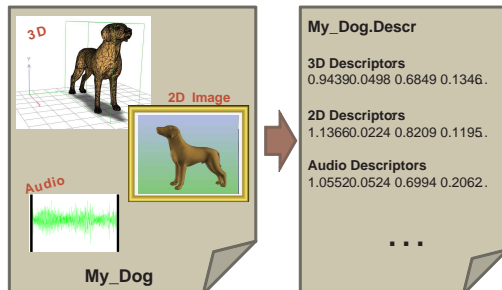 3D
2D Image
Audio
My_Dog
My_Dog.Descr
3D Descriptors
0.94390.0498 0.6849 0.1346..
2D Descriptors
1.13660.0224 0.8209 0.1195..
Audio Descriptors
1.05520.0524 0.6994 0.2062..
...